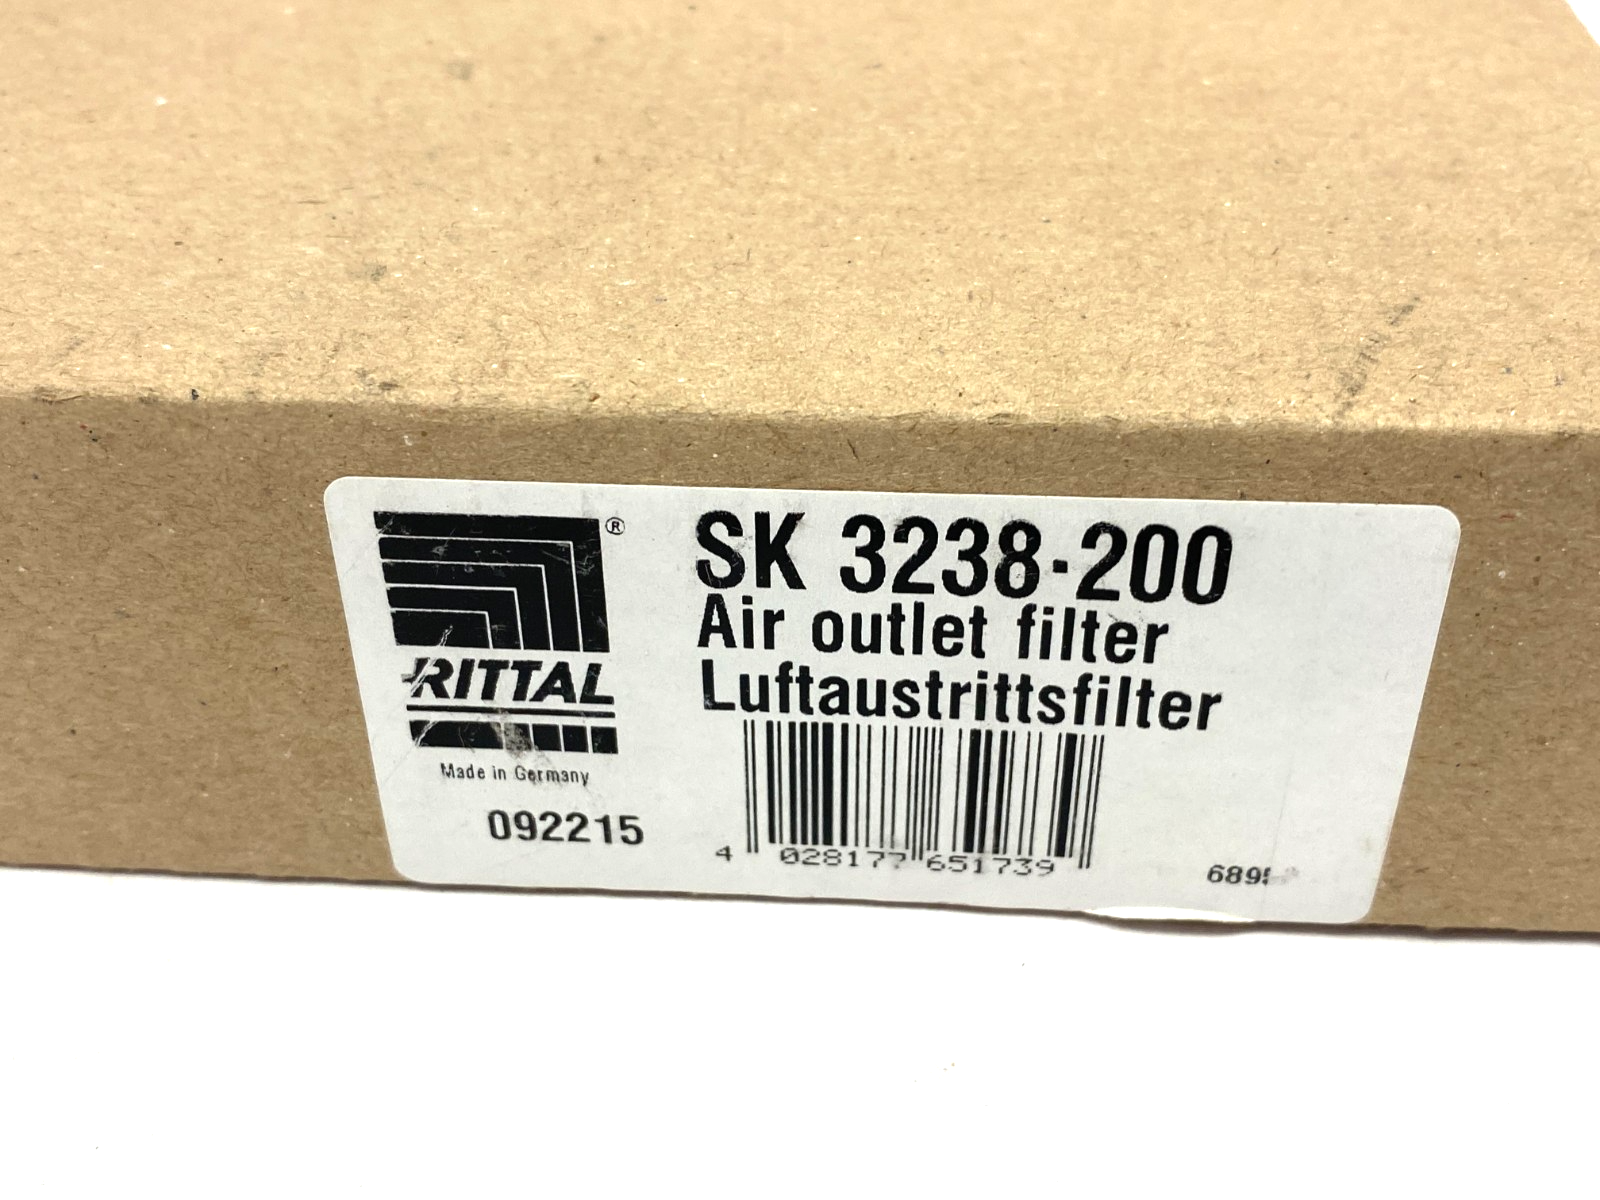 ®
RITTAL
Made in Germany
092215
SK 3238-200
Air outlet filter
Luftaustrittsfilter
4 028177 651739